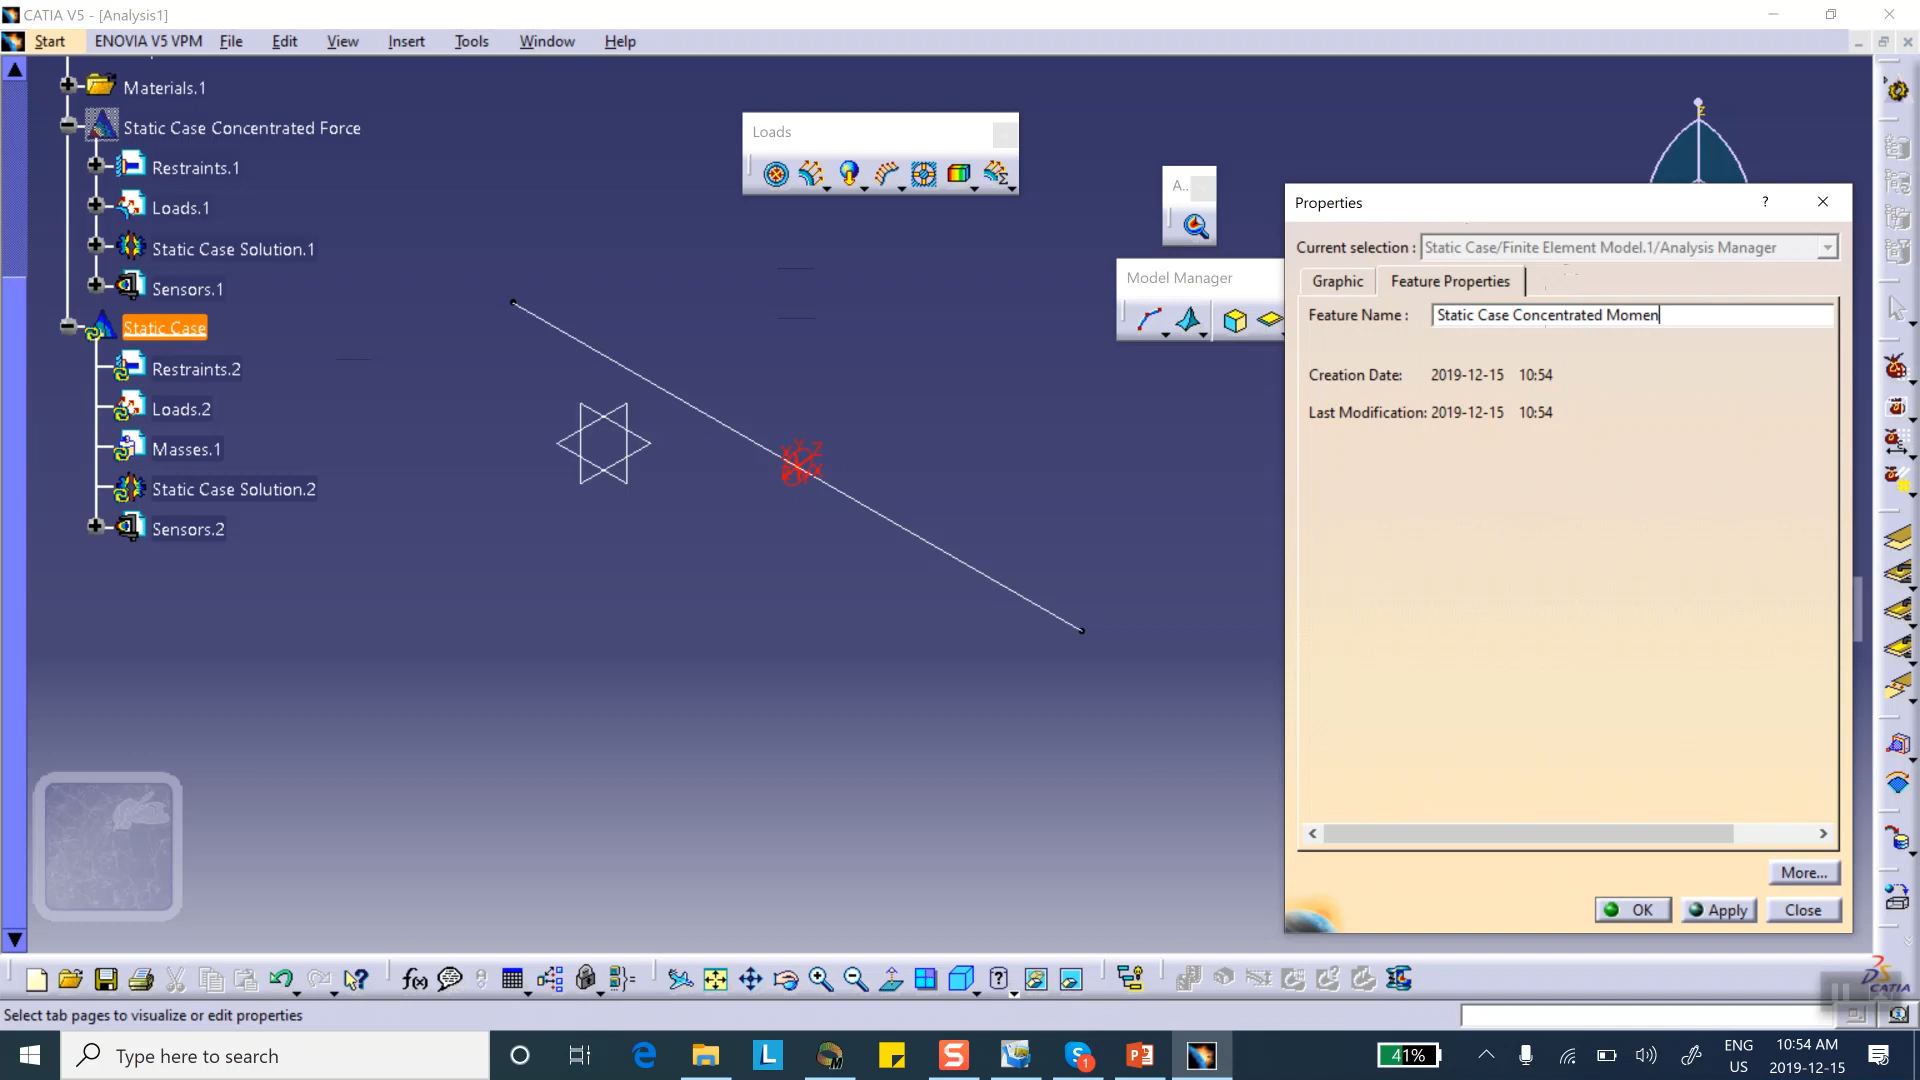 CATIA V5 - [Analysis1]
Start ENOVIA V5 VPM File Edit View Insert Tools Window Help
Materials.1
Static Case Concentrated Force
Restraints.1
Loads.1
Static Case Solution.1
Sensors.1
Static Case
Restraints.2
Loads.2
Masses.1
Static Case Solution.2
Sensors.2
Loads
A..
Model Manager
Z
Properties
?
Current selection : Static Case/Finite Element Model.1/Analysis Manager
Graphic Feature Properties
Feature Name : Static Case Concentrated Momen
Creation Date: 2019-12-15 10:54
Last Modification: 2019-12-15 10:54
More...
OK Apply Close
f(x)
CATIA
Select tab pages to visualize or edit properties
Type here to search
L
S
1
41%
ENG
US
10:54 AM
2019-12-15